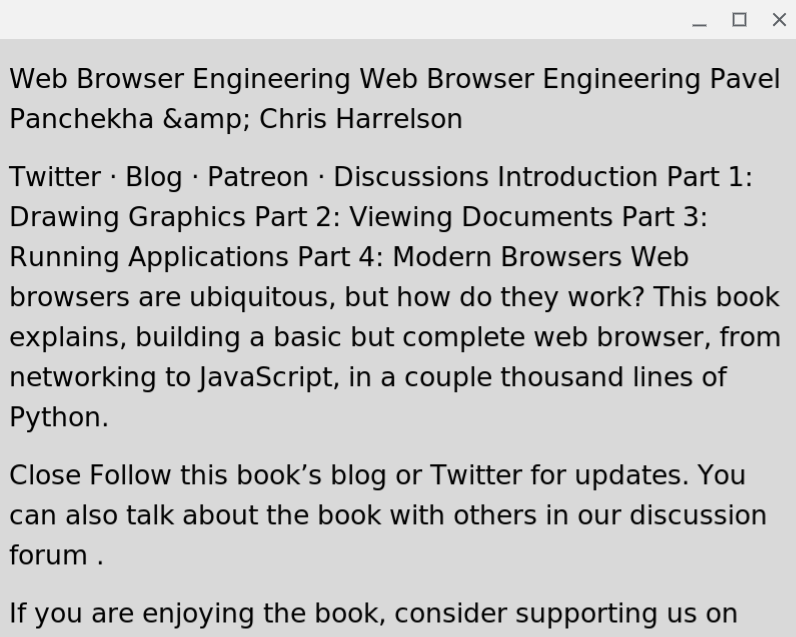 Web Browser Engineering Web Browser Engineering Pavel
Panchekha &amp; Chris Harrelson
Twitter · Blog · Patreon · Discussions Introduction Part 1:
Drawing Graphics Part 2: Viewing Documents Part 3:
Running Applications Part 4: Modern Browsers Web
browsers are ubiquitous, but how do they work? This book
explains, building a basic but complete web browser, from
networking to JavaScript, in a couple thousand lines of
Python.
Close Follow this book’s blog or Twitter for updates. You
can also talk about the book with others in our discussion
forum .
If you are enjoying the book, consider supporting us on